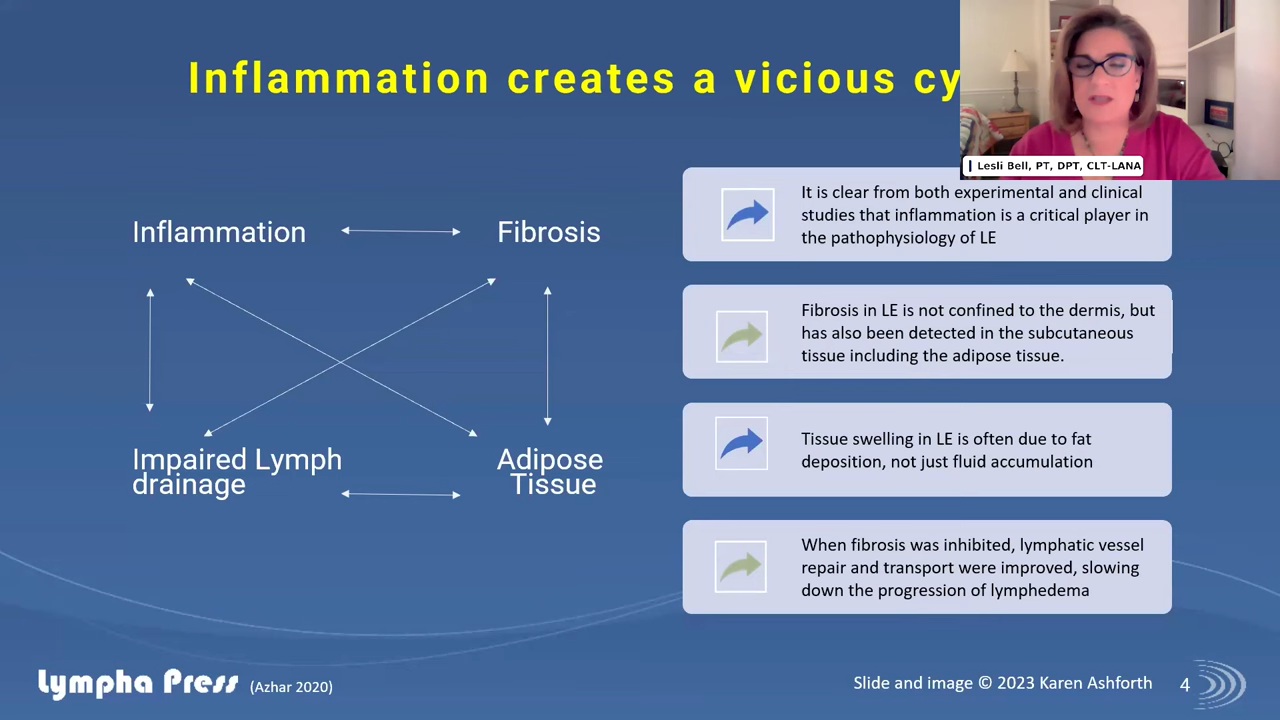 Inflammation creates a vicious
Lesli Bell, PT, DPT, CLT-LANA
Inflammation
Fibrosis
Impaired Lymph
drainage
Adipose
Tissue
It is clear from both experimental and clinical
studies that inflammation is a critical player in
the pathophysiology of LE
Fibrosis in LE is not confined to the dermis, but
has also been detected in the subcutaneous
tissue including the adipose tissue.
Tissue swelling in LE is often due to fat
deposition, not just fluid accumulation
When fibrosis was inhibited, lymphatic vessel
repair and transport were improved, slowing
down the progression of lymphedema
Lympha Press (Azhar 2020)
Slide and image © 2023 Karen Ashforth 4